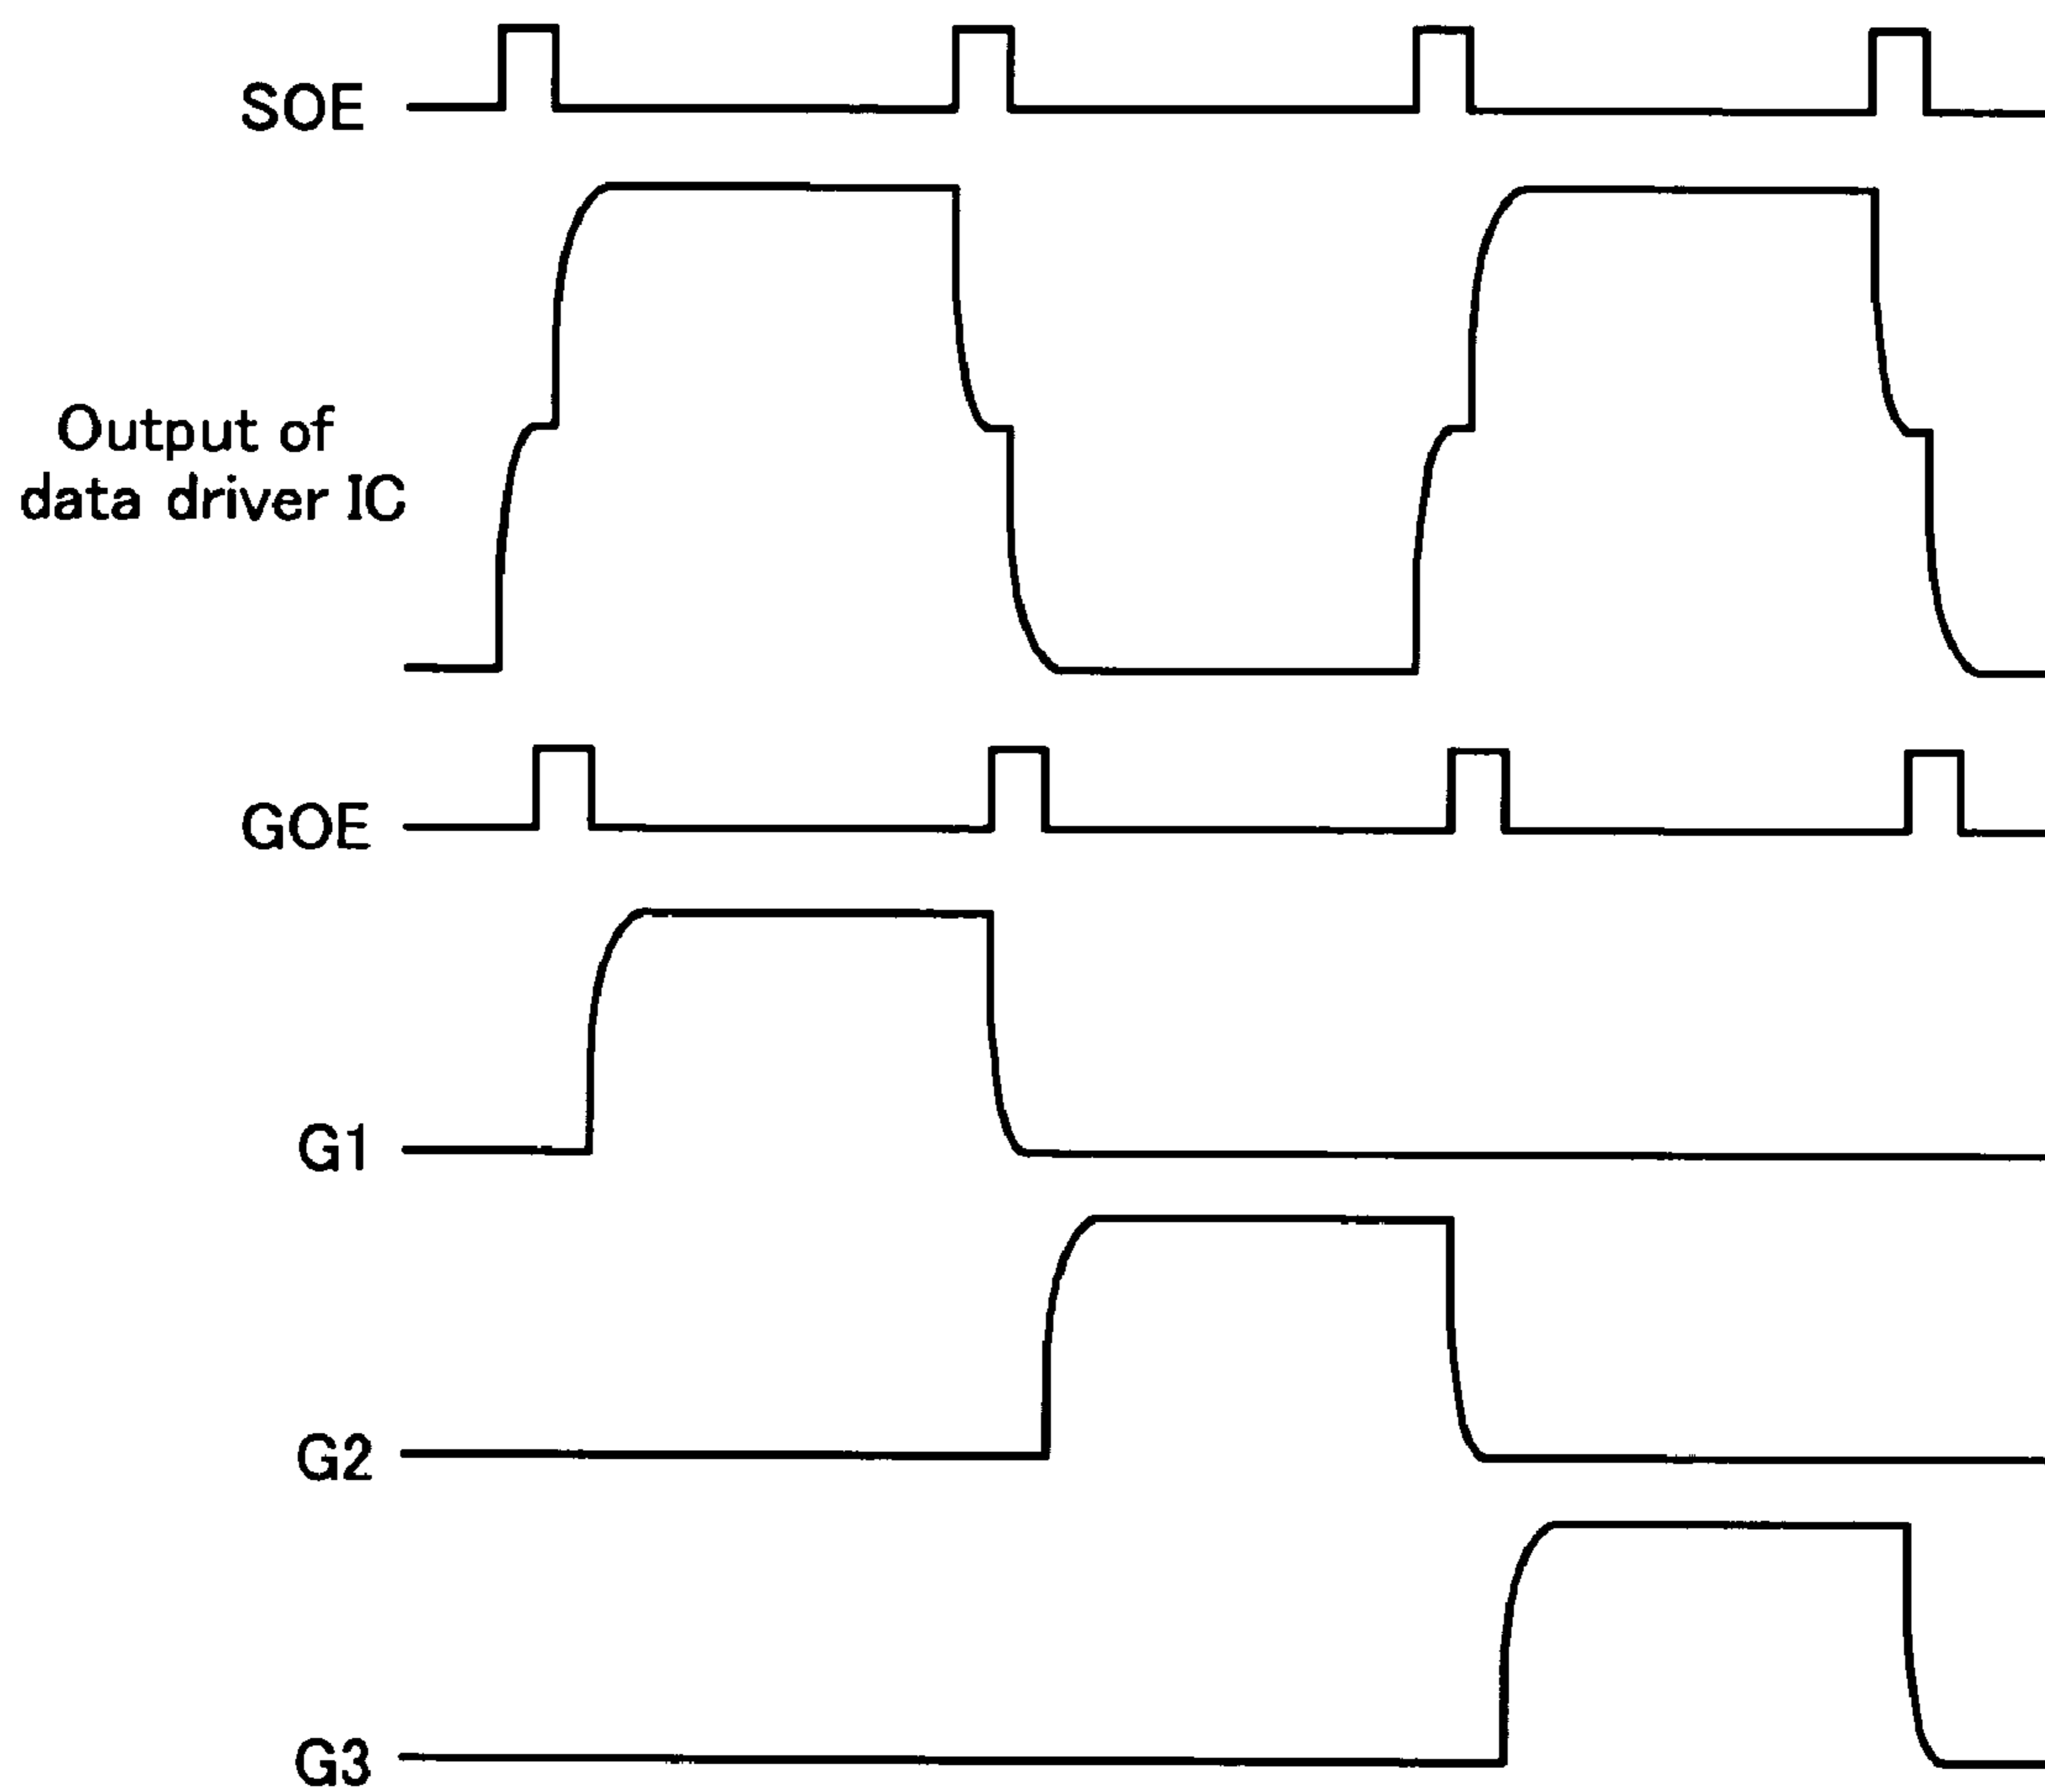 SOE
Output of
data driver IC
GOE
G1
G2
G3